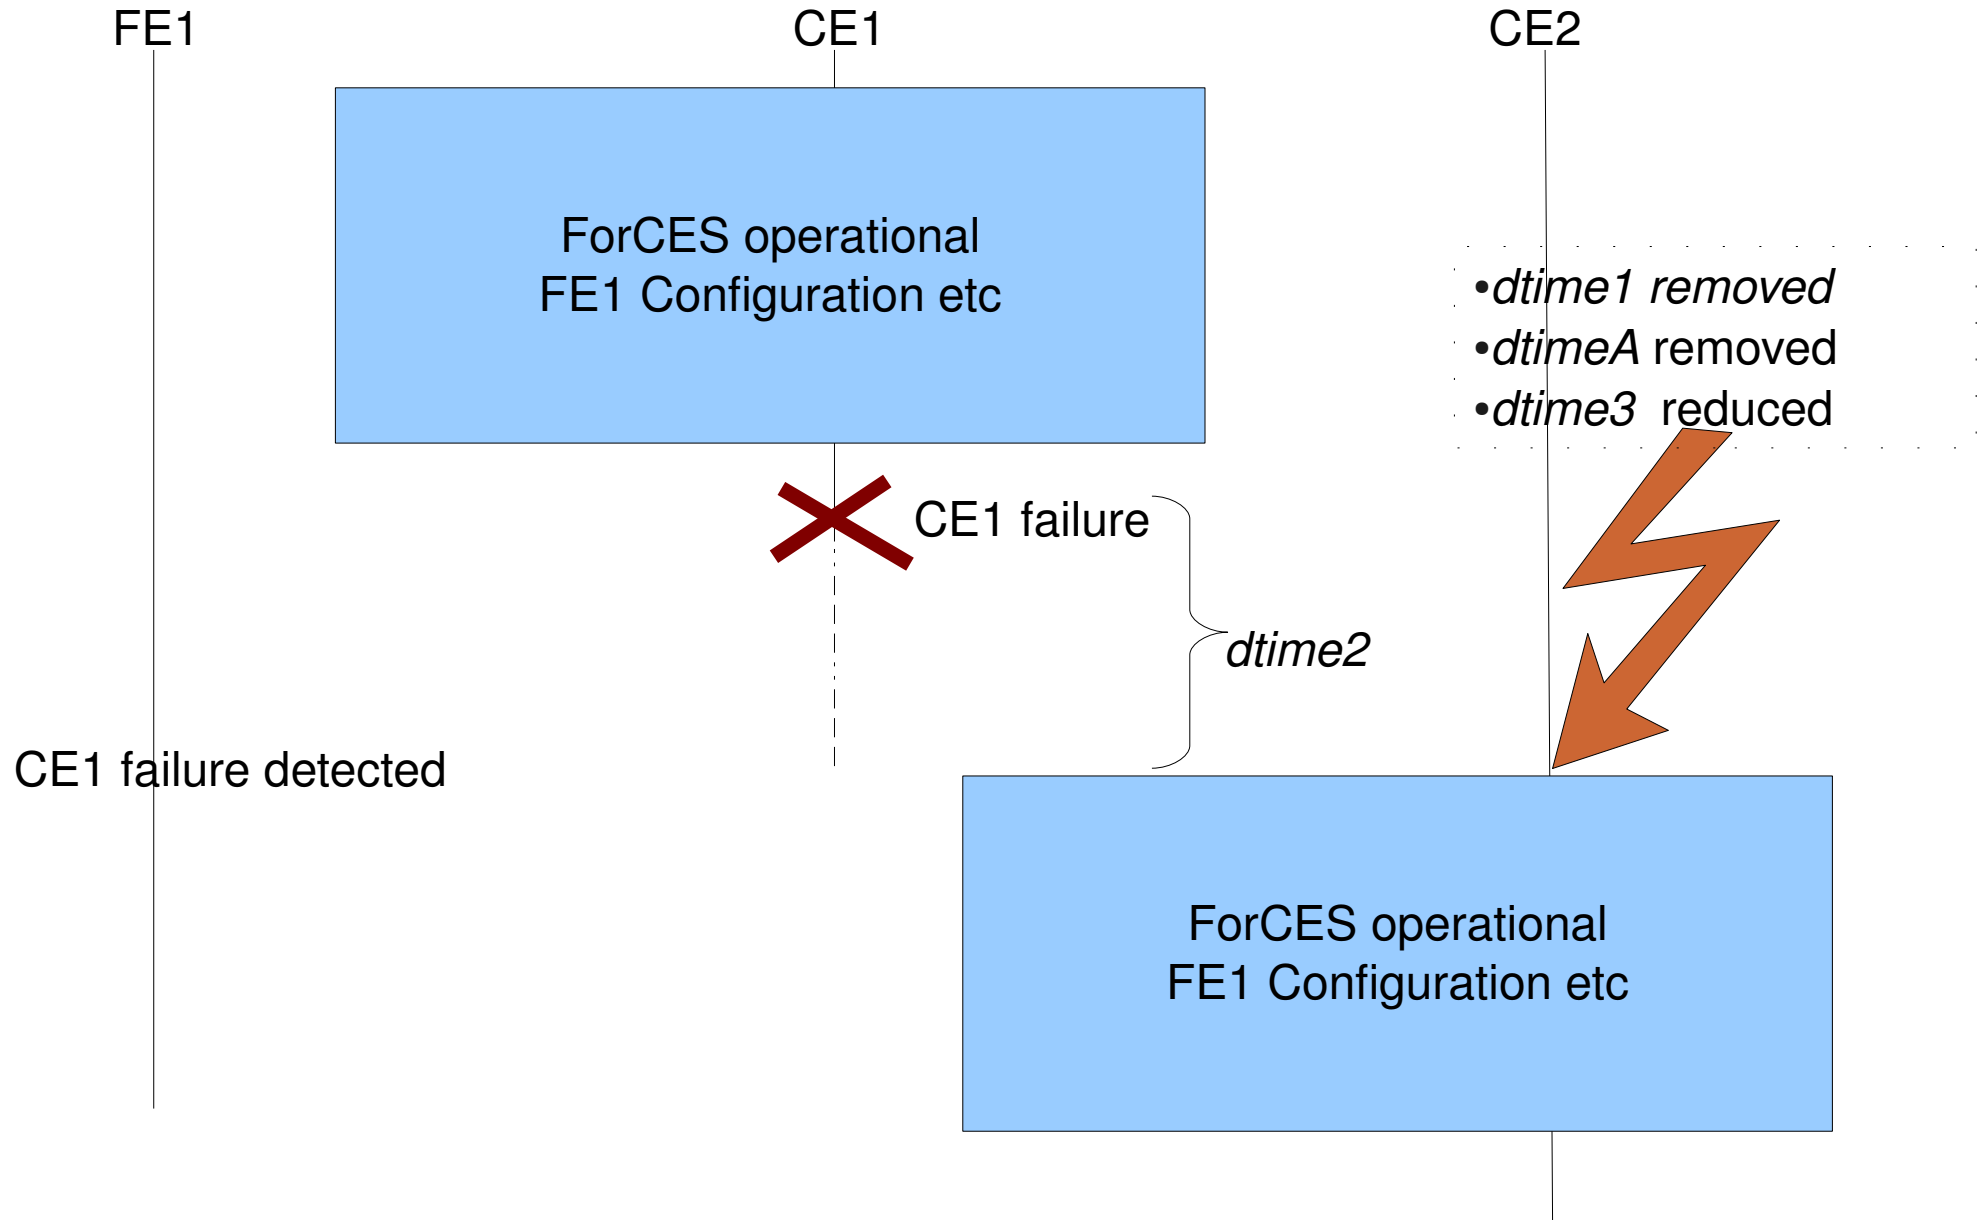 FE1
CE1
CE2
ForCES operational
FE1 Configuration etc
•dtime1 removed
•dtimeA removed
•dtime3 reduced
CE1 failure
dtime2
CE1 failure detected
ForCES operational
FE1 Configuration etc